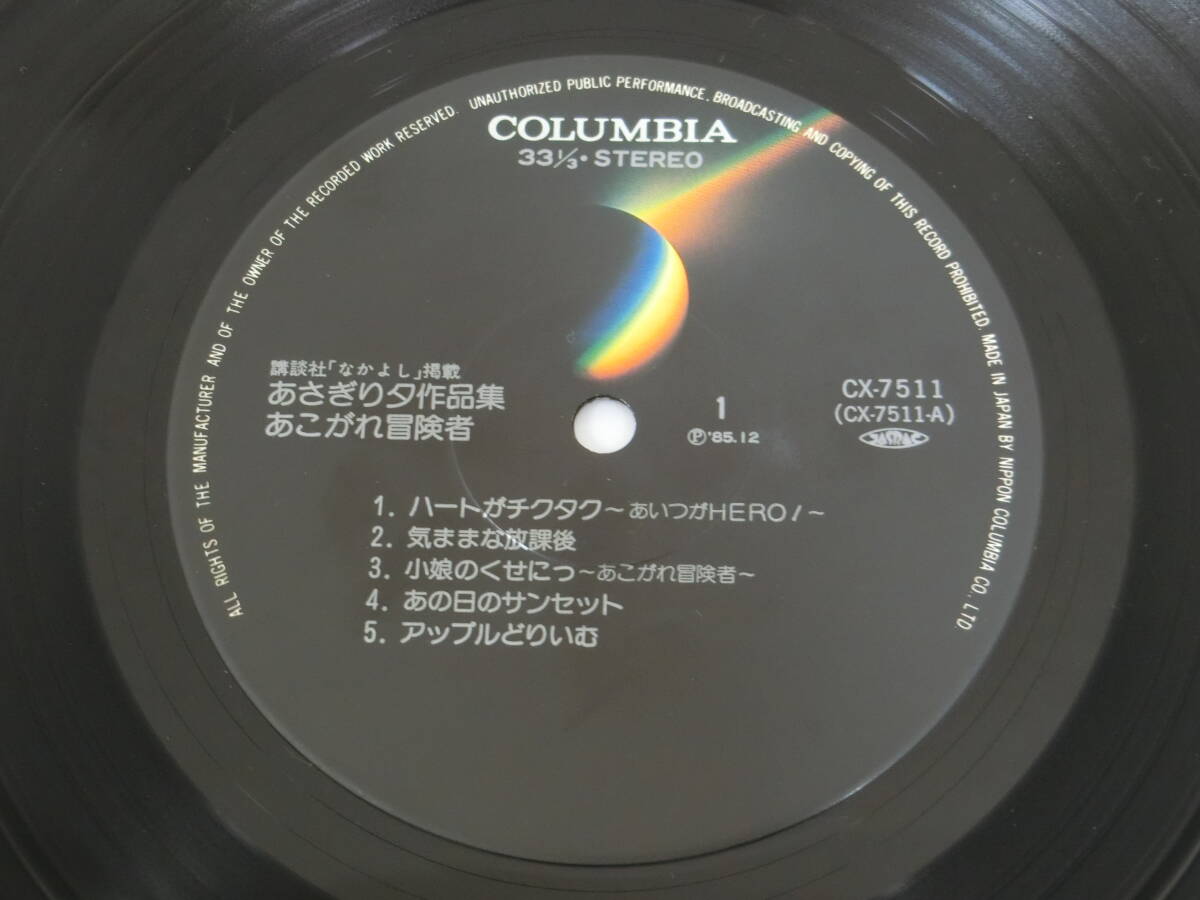 ALL RIGHTS OF THE MANUFACTURER AND OF THE OWNER OF THE RECORDED WORK RESERVED. UNAUTHORIZED PUBLIC PERFORMANCE. BROADCASTING AND COPYING OF THIS RECORD PROHIBITED. MADE IN JAPAN BY NIPPON COLUMBIA CO., LTD.
COLUMBIA
33 1/3・STEREO
講談社「なかよし」掲載
あさぎり夕作品集
あこがれ冒険者
1
Ⓟ'85.12
CX-7511
(CX-7511-A)
JASRAC
1. ハートがチクタク～あいつがHERO!～
2. 気ままな放課後
3. 小娘のくせにっ～あこがれ冒険者～
4. あの日のサンセット
5. アップルどりいむ